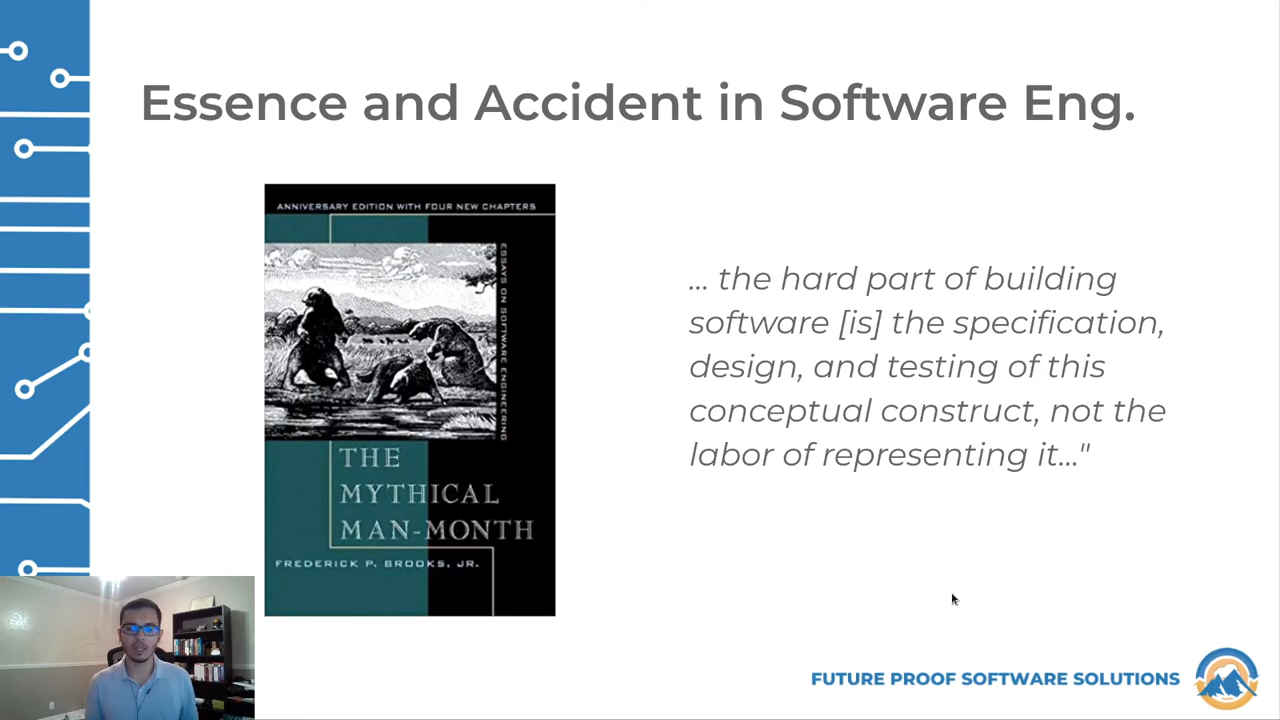 Essence and Accident in Software Eng.
ANNIVERSARY EDITION WITH FOUR NEW CHAPTERS
ESSAYS ON SOFTWARE ENGINEERING
THE
MYTHICAL
MAN-MONTH
FREDERICK P. BROOKS, JR.
... the hard part of building
software [is] the specification,
design, and testing of this
conceptual construct, not the
labor of representing it..."
FUTURE PROOF SOFTWARE SOLUTIONS